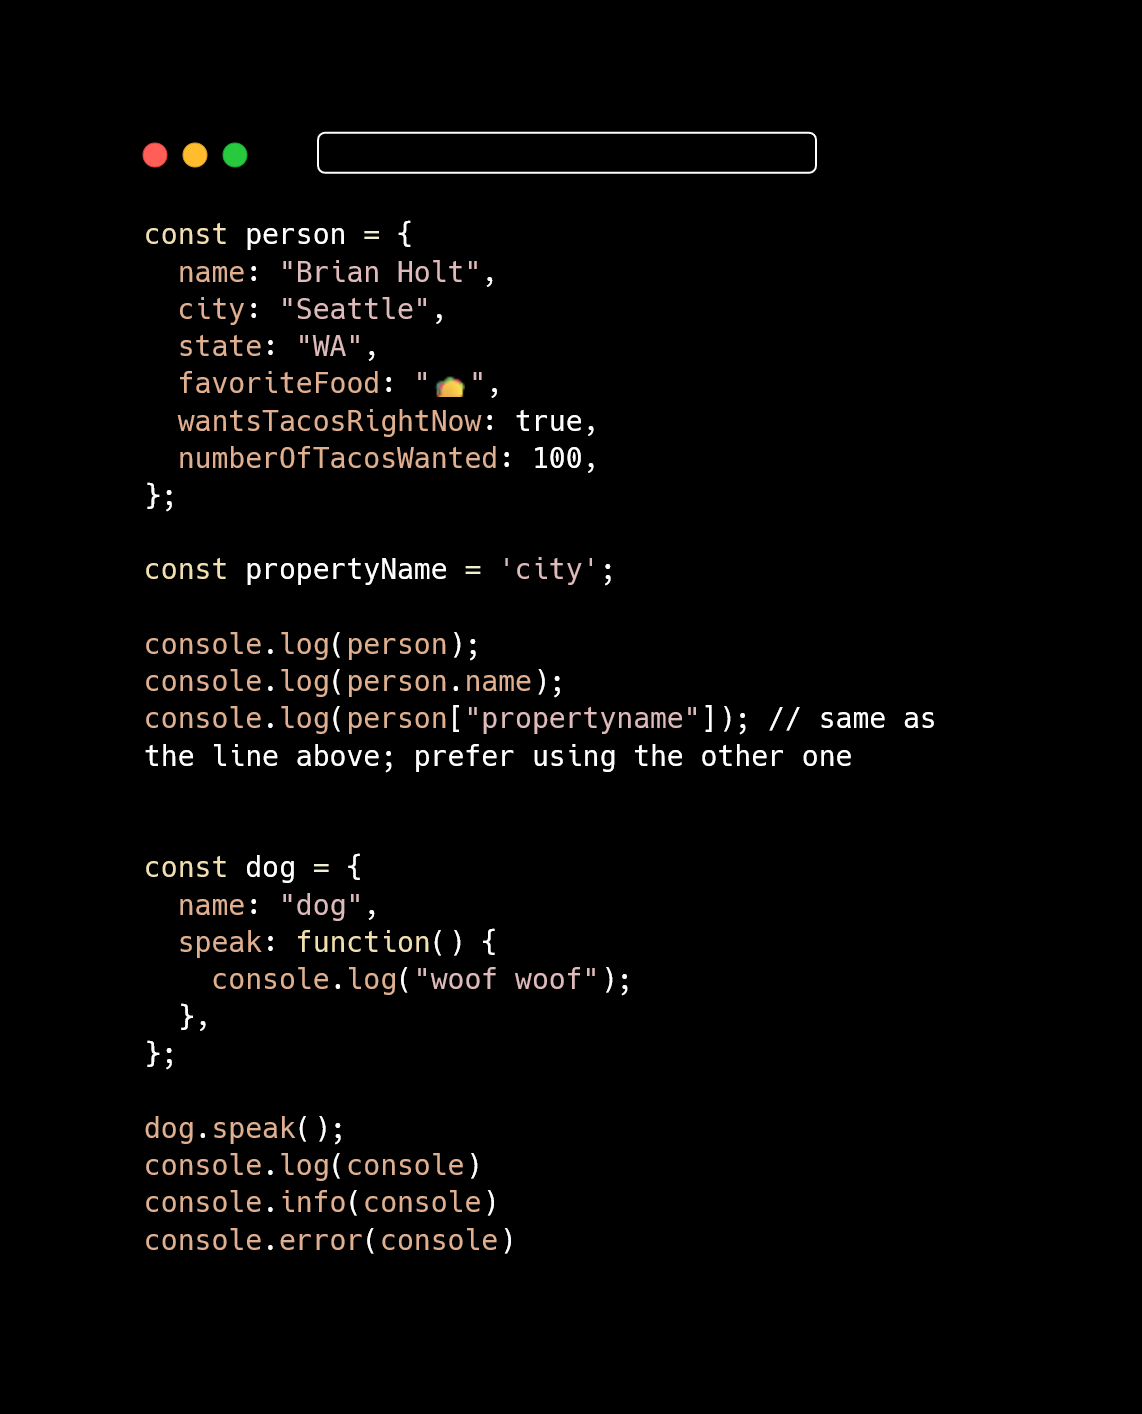 const person = {
  name: "Brian Holt",
  city: "Seattle",
  state: "WA",
  favoriteFood: "🌮",
  wantsTacosRightNow: true,
  numberOfTacosWanted: 100,
};

const propertyName = 'city';

console.log(person);
console.log(person.name);
console.log(person["propertyname"]); // same as
the line above; prefer using the other one

const dog = {
  name: "dog",
  speak: function() {
    console.log("woof woof");
  },
};

dog.speak();
console.log(console)
console.info(console)
console.error(console)